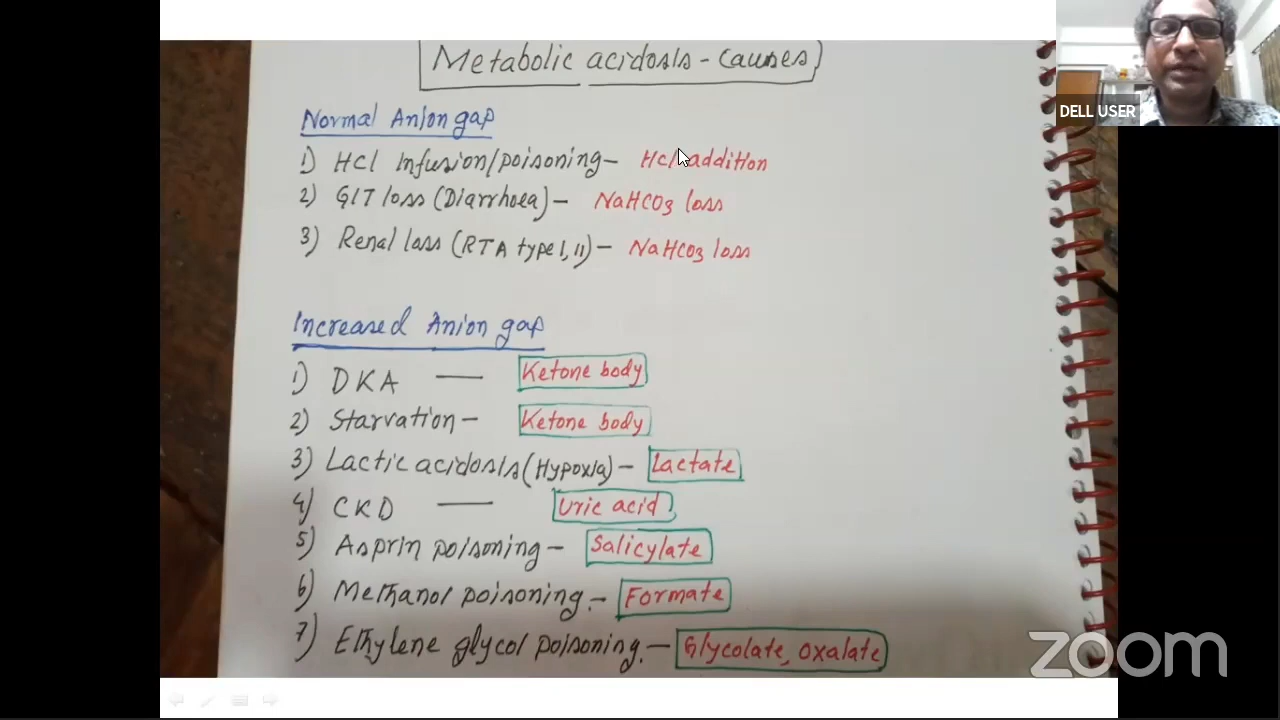 Metabolic acidosis - Causes
DELL USER
Normal Anion gap
1) HCl Infusion/poisoning- HCl addition
2) GIT loss (Diarrhoea) - NaHCO3 loss
3) Renal loss (RTA type I, II) - NaHCO3 loss
Increased Anion gap
1) DKA — Ketone body
2) Starvation - Ketone body
3) Lactic acidosis (Hypoxia) - Lactate
4) CKD — Uric acid
5) Asprin poisoning - Salicylate
6) Methanol poisoning. - Formate
7) Ethylene glycol poisoning. - Glycolate, oxalate
zoom